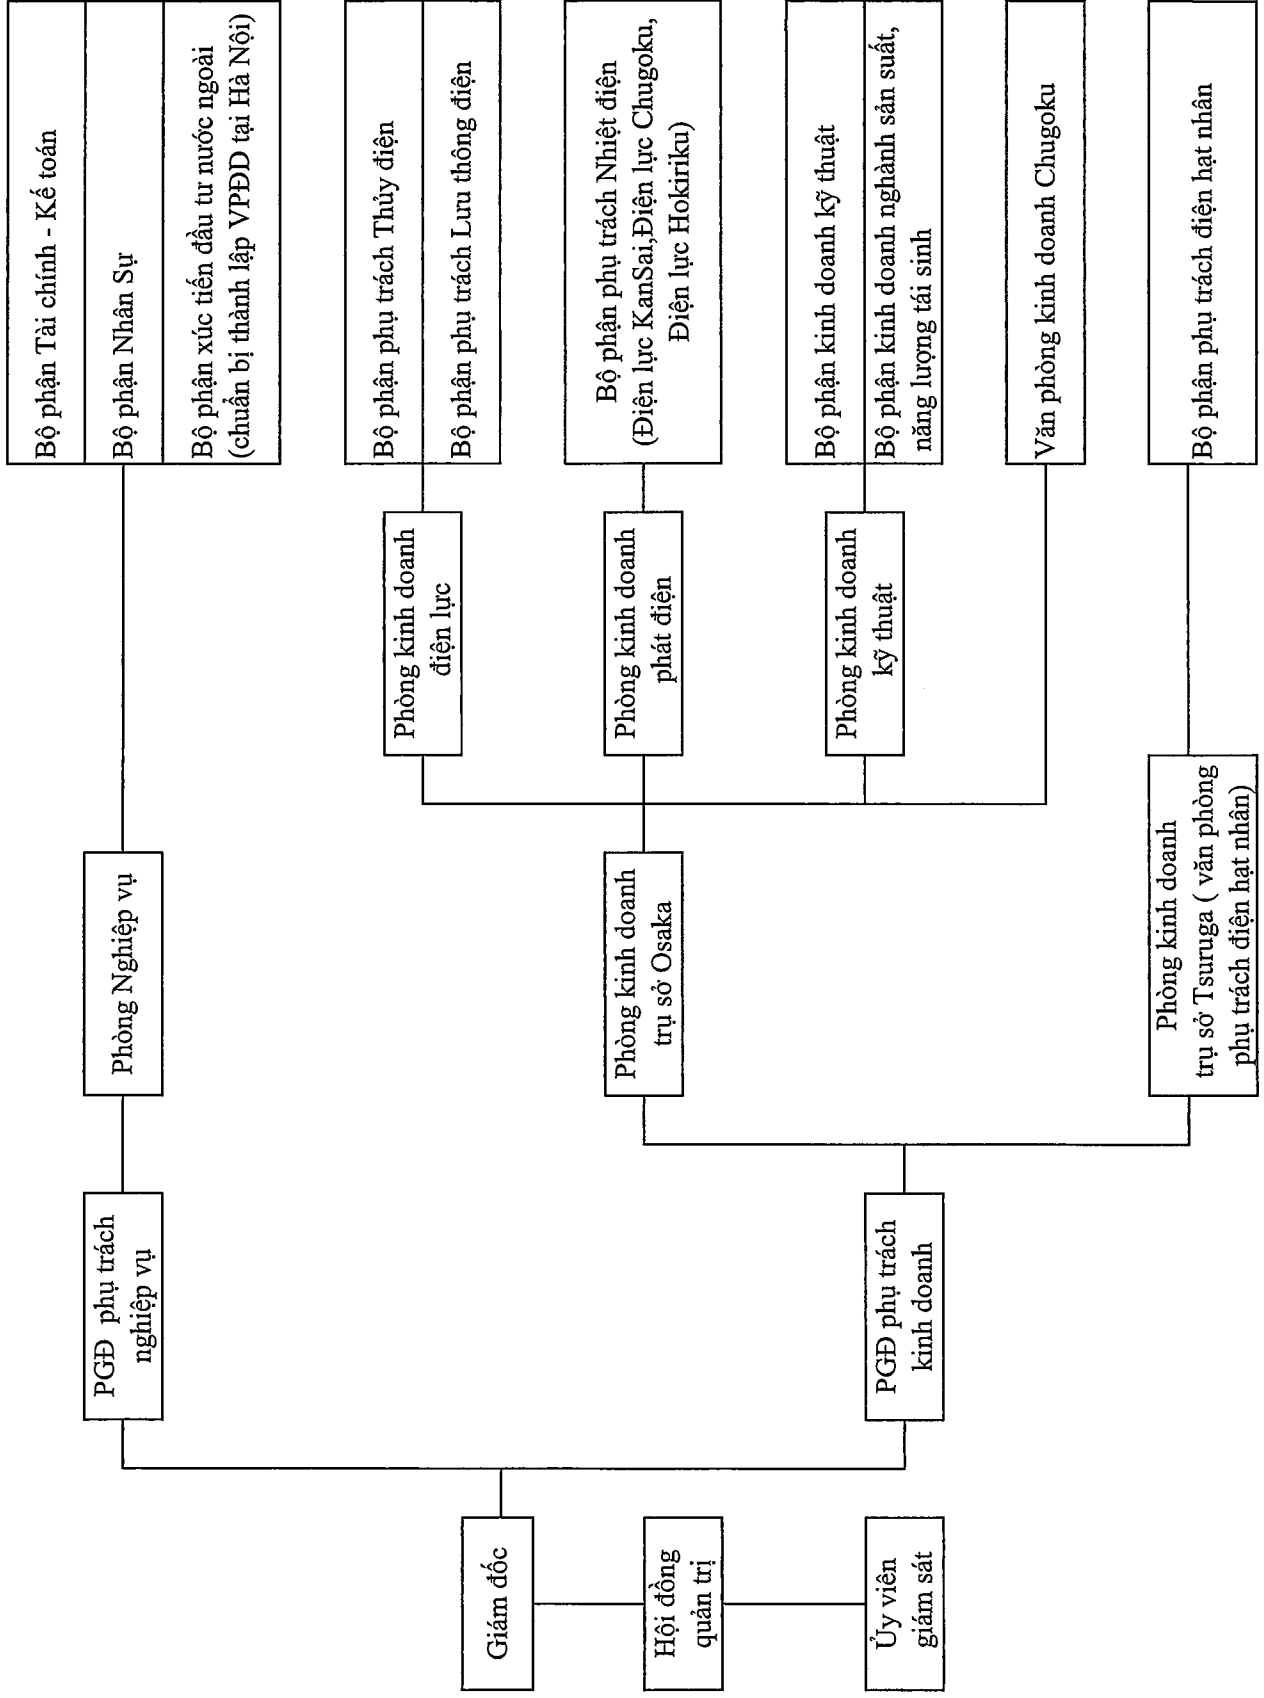 Giám đốc
Hội đồng
quản trị
Ủy viên
giám sát
PGĐ phụ trách
nghiệp vụ
PGĐ phụ trách
kinh doanh
Phòng Nghiệp vụ
Phòng kinh doanh
trụ sở Osaka
Phòng kinh doanh
trụ sở Tsuruga ( văn phòng
phụ trách điện hạt nhân)
Phòng kinh doanh
điện lực
Phòng kinh doanh
phát điện
Phòng kinh doanh
kỹ thuật
Bộ phận Tài chính - Kế toán
Bộ phận Nhân Sự
Bộ phận xúc tiến đầu tư nước ngoài
(chuẩn bị thành lập VPĐD tại Hà Nội)
Bộ phận phụ trách Thủy điện
Bộ phận phụ trách Lưu thông điện
Bộ phận phụ trách Nhiệt điện
(Điện lực KanSai,Điện lực Chugoku,
Điện lực Hokiriku)
Bộ phận kinh doanh kỹ thuật
Bộ phận kinh doanh nghành sản suất,
năng lượng tái sinh
Văn phòng kinh doanh Chugoku
Bộ phận phụ trách điện hạt nhân